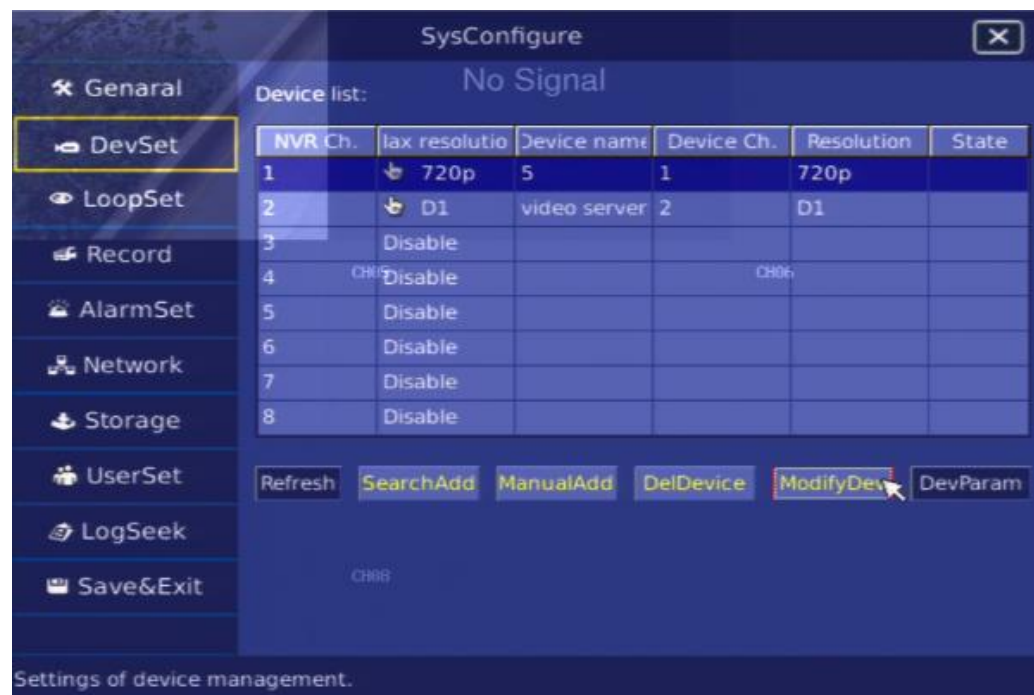 SysConfigure
No Signal
Genaral
DevSet
LoopSet
Record
AlarmSet
Network
Storage
UserSet
LogSeek
Save&Exit
Device list:
NVR Ch. lax resolutio Device name Device Ch. Resolution State
1 720p 5 1 720p
2 D1 video server 2 D1
3 Disable
4 Disable
5 Disable
6 Disable
7 Disable
8 Disable
CH06
Refresh SearchAdd ManualAdd DelDevice ModifyDev DevParam
CH08
Settings of device management.